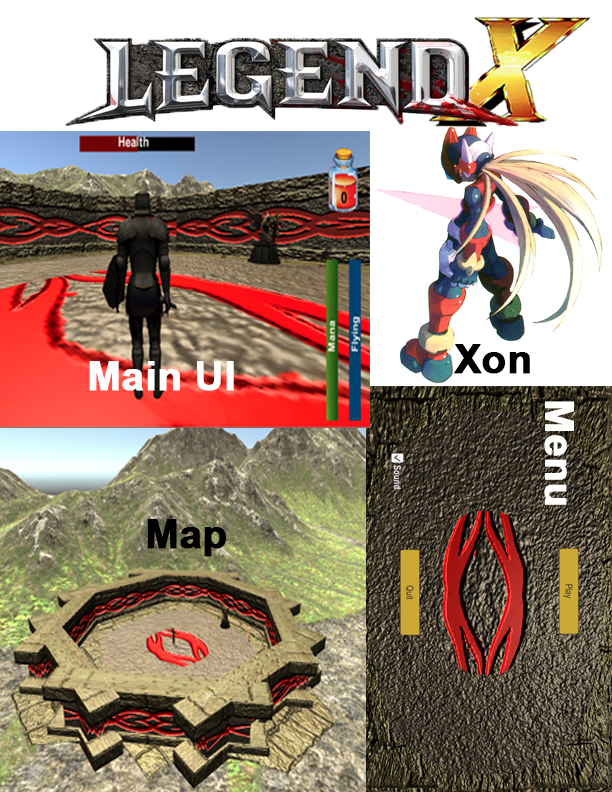 LEGEND X
Health
0
Mana
Flying
Main UI
Xon
Menu
Sound
Play
Quit
Map